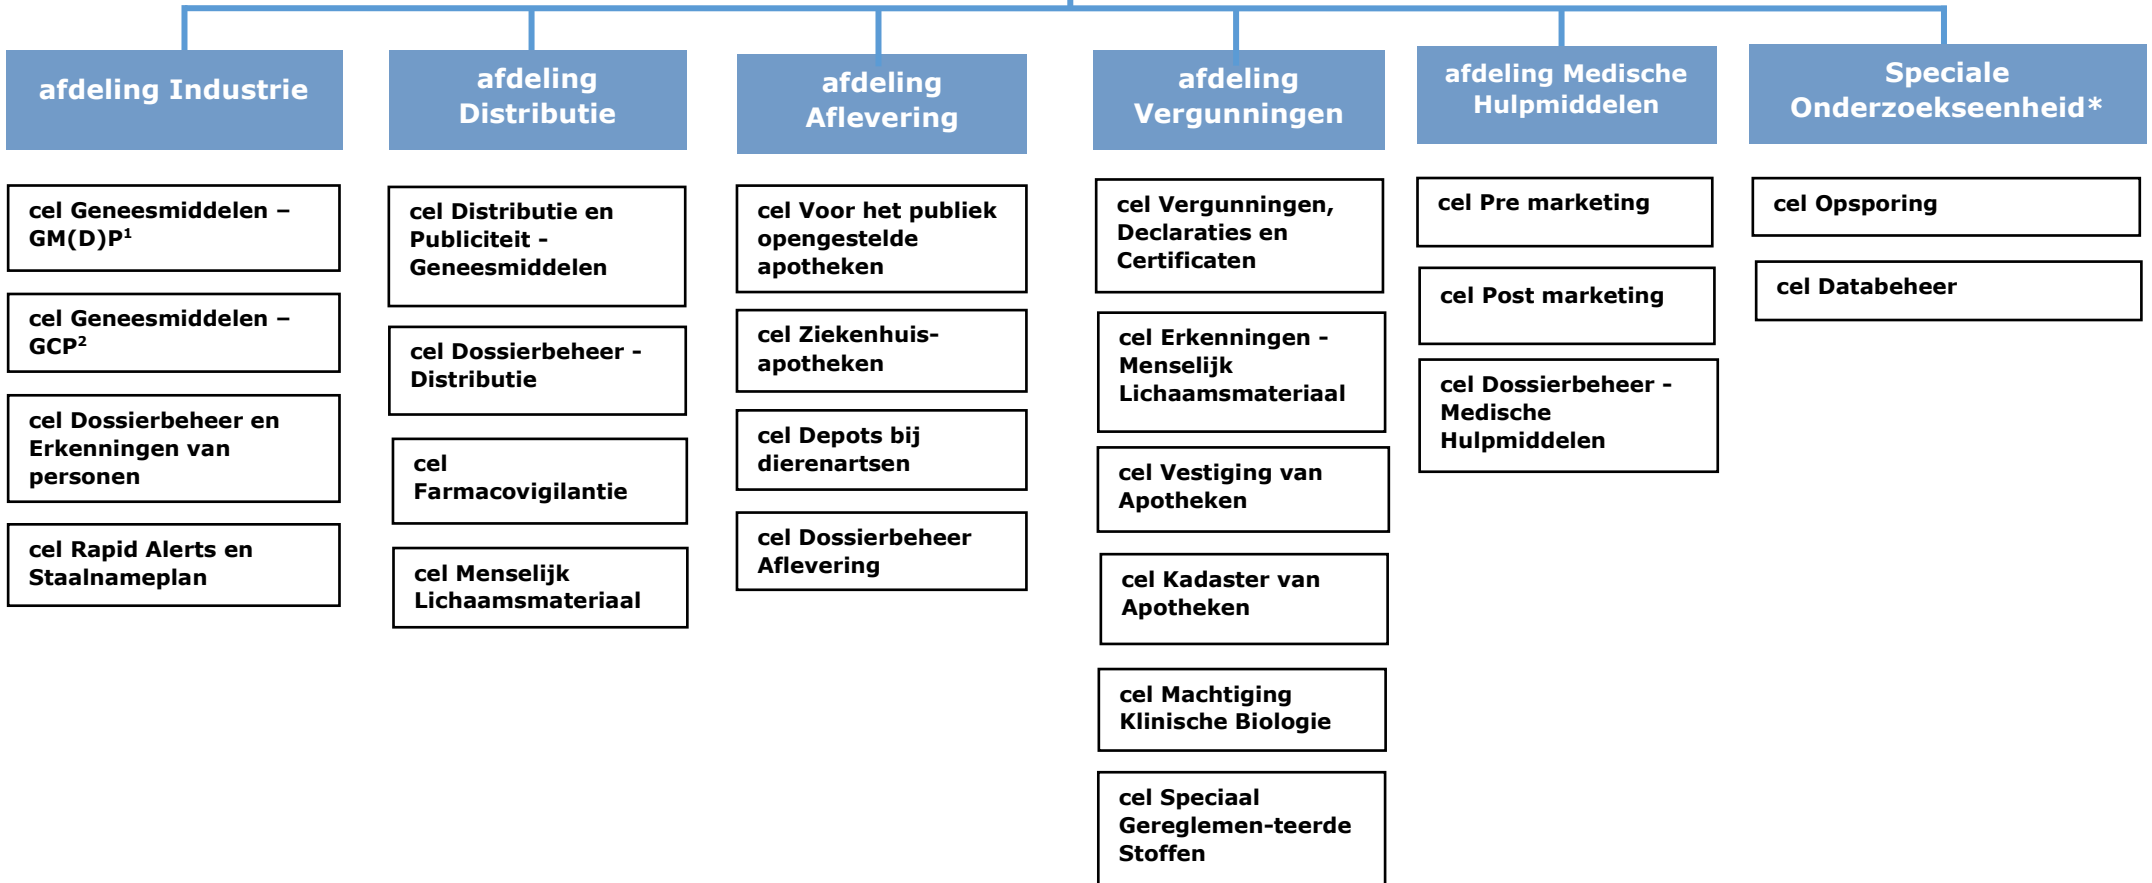 afdeling Industrie
cel Geneesmiddelen –
GM(D)P¹
cel Geneesmiddelen –
GCP²
cel Dossierbeheer en
Erkenningen van
personen
cel Rapid Alerts en
Staalnameplan
afdeling
Distributie
cel Distributie en
Publiciteit -
Geneesmiddelen
cel Dossierbeheer -
Distributie
cel
Farmacovigilantie
cel Menselijk
Lichaamsmateriaal
afdeling
Aflevering
cel Voor het publiek
opengestelde
apotheken
cel Ziekenhuis-
apotheken
cel Depots bij
dierenartsen
cel Dossierbeheer
Aflevering
afdeling
Vergunningen
cel Vergunningen,
Declaraties en
Certificaten
cel Erkenningen -
Menselijk
Lichaamsmateriaal
cel Vestiging van
Apotheken
cel Kadaster van
Apotheken
cel Machtiging
Klinische Biologie
cel Speciaal
Gereglemen-teerde
Stoffen
afdeling Medische
Hulpmiddelen
cel Pre marketing
cel Post marketing
cel Dossierbeheer -
Medische
Hulpmiddelen
Speciale
Onderzoekseenheid*
cel Opsporing
cel Databeheer